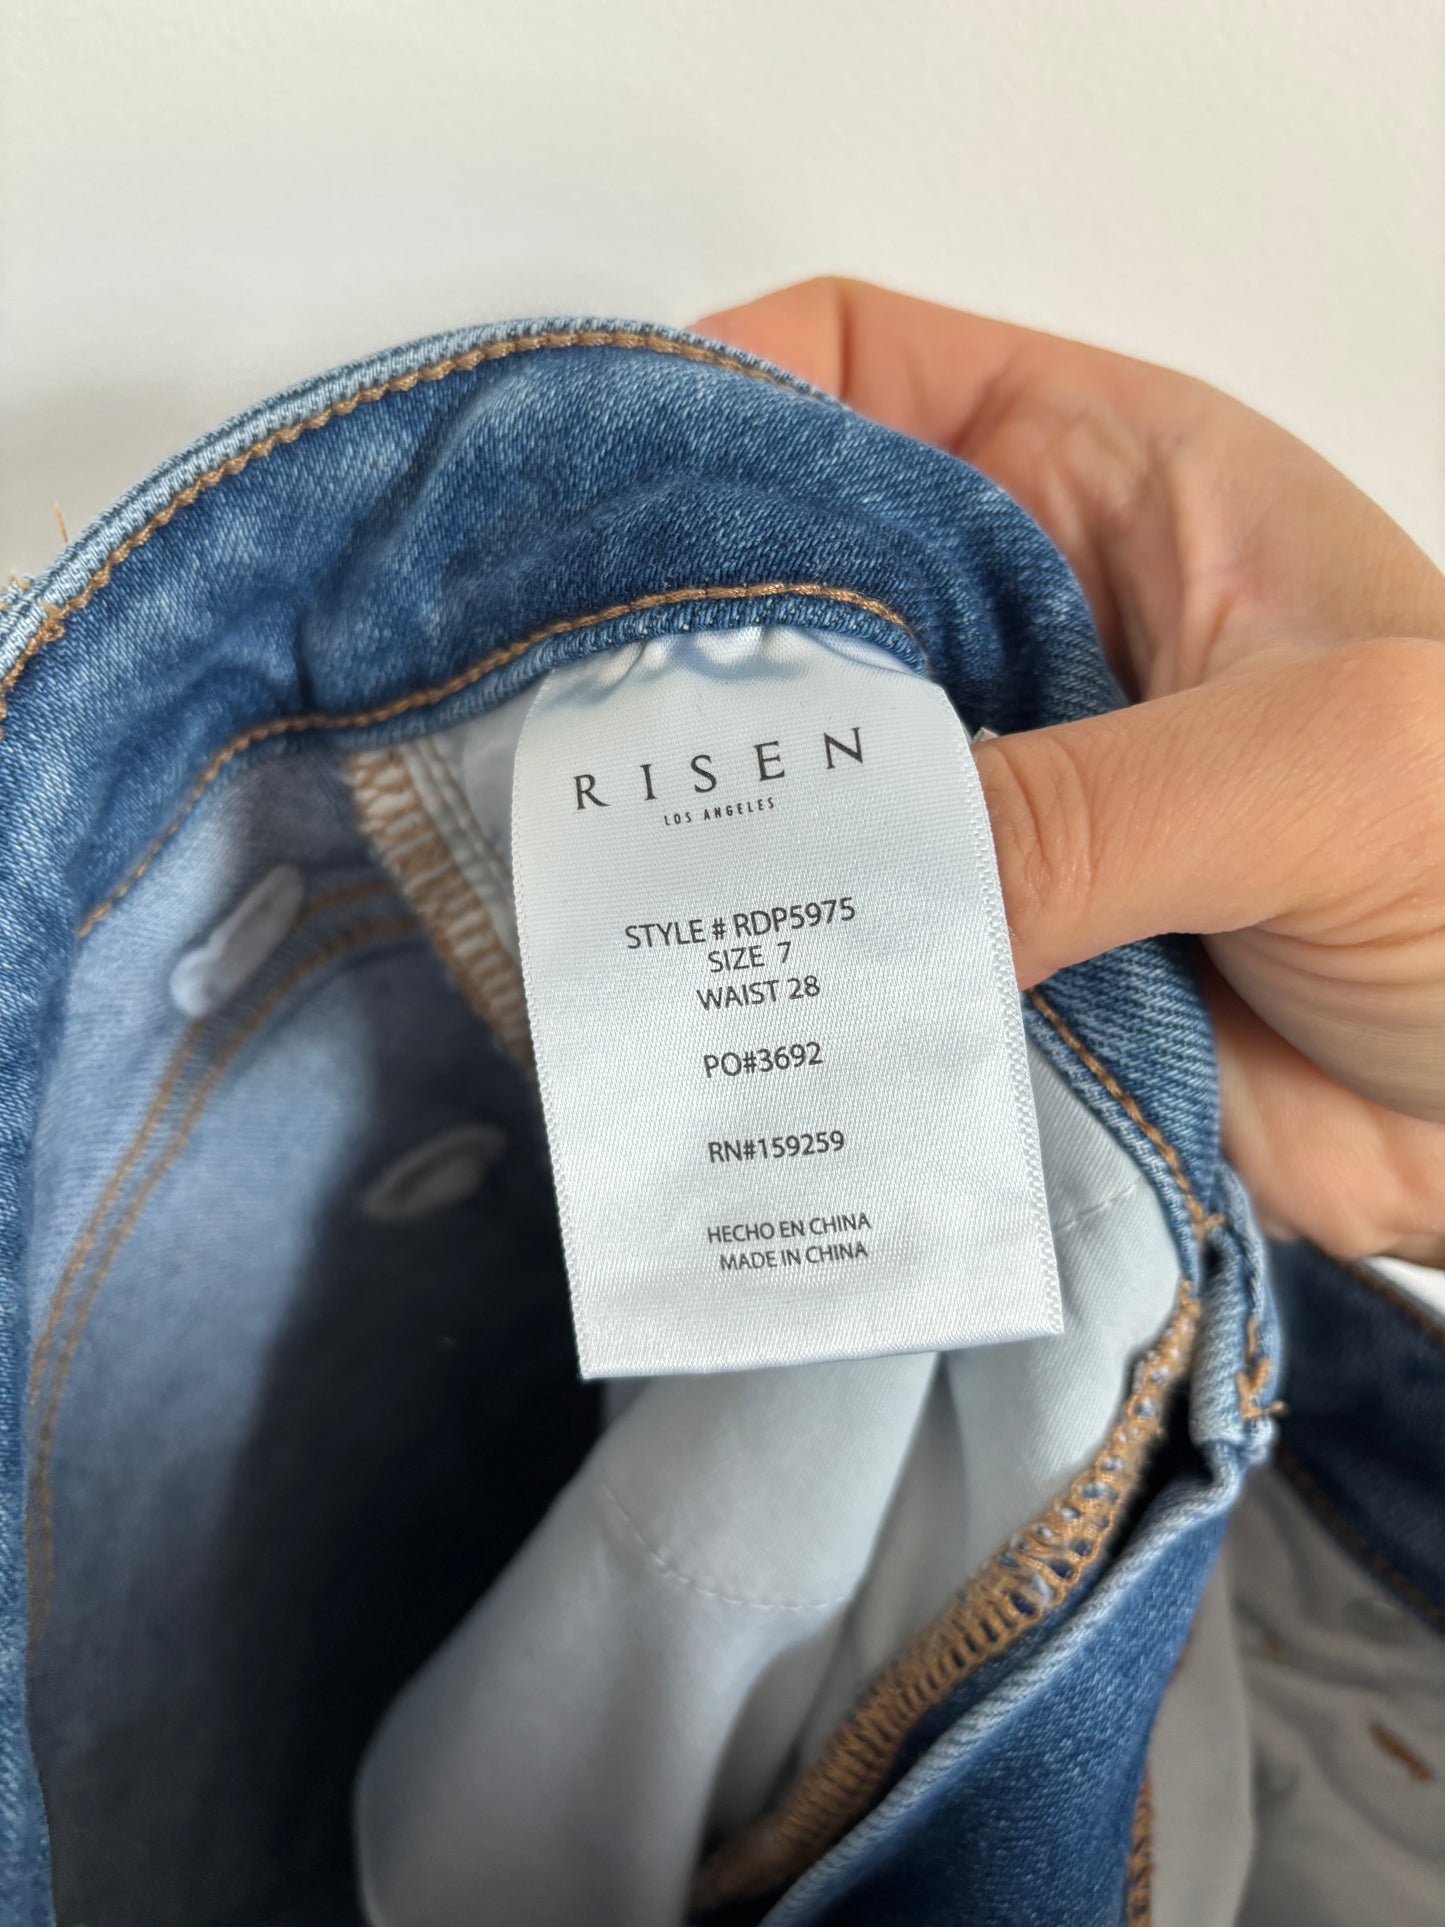 RISEN
LOS ANGELES
STYLE # RDP5975
SIZE 7
WAIST 28
PO#3692
RN#159259
HECHO EN CHINA
MADE IN CHINA